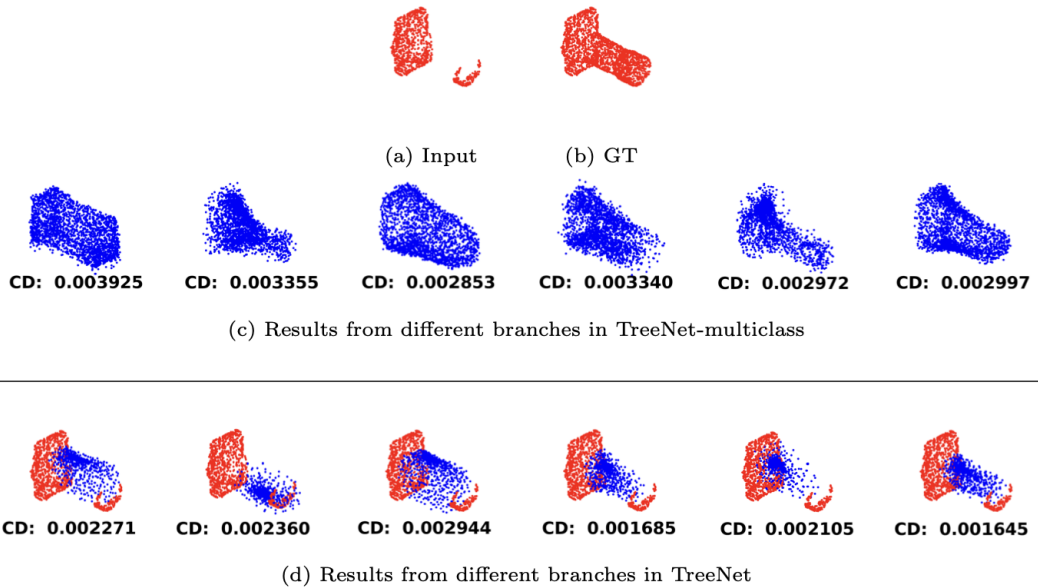 (a) Input (b) GT
CD: 0.003925 CD: 0.003355 CD: 0.002853 CD: 0.003340 CD: 0.002972 CD: 0.002997
(c) Results from different branches in TreeNet-multiclass
CD: 0.002271 CD: 0.002360 CD: 0.002944 CD: 0.001685 CD: 0.002105 CD: 0.001645
(d) Results from different branches in TreeNet